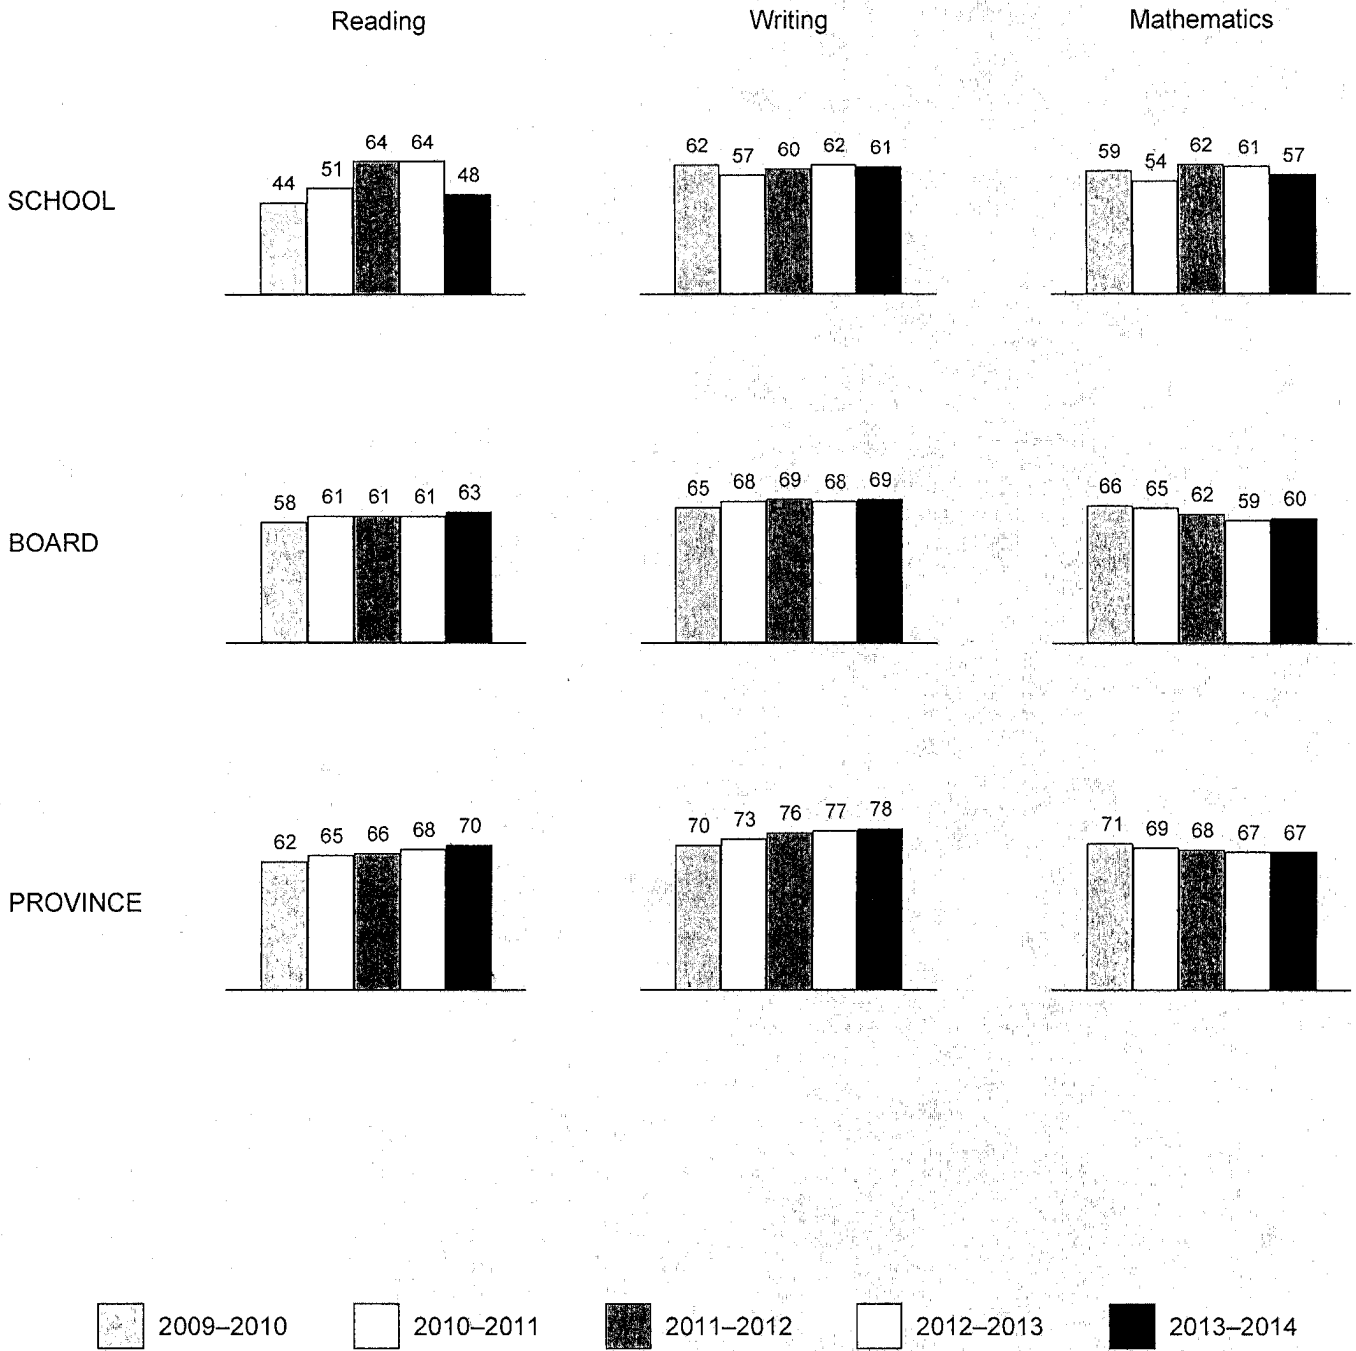 Reading Writing Mathematics
SCHOOL
44 51 64 64 48
62 57 60 62 61
59 54 62 61 57
BOARD
58 61 61 61 63
65 68 69 68 69
66 65 62 59 60
PROVINCE
62 65 66 68 70
70 73 76 77 78
71 69 68 67 67
2009–2010 2010–2011 2011–2012 2012–2013 2013–2014